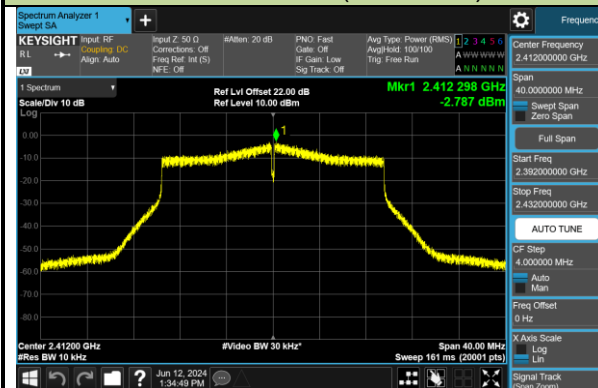 Spectrum Analyzer 1
Swept SA
+
Frequenc
KEYSIGHT Input: RF
RL Coupling: DC
Align: Auto
Input Z: 50 Ω
Corrections: Off
Freq Ref: Int (S)
NFE: Off
#Atten: 20 dB
PNO: Fast
Gate: Off
IF Gain: Low
Sig Track: Off
Avg Type: Power (RMS)
Avg|Hold: 100/100
Trig: Free Run
1 2 3 4 5 6
A W W W W W
A N N N N N
LXI
1 Spectrum
Scale/Div 10 dB
Log
Ref Lvl Offset 22.00 dB
Ref Level 10.00 dBm
Mkr1 2.412 298 GHz
-2.787 dBm
1
0.00
-10.0
-20.0
-30.0
-40.0
-50.0
-60.0
-70.0
-80.0
Center 2.41200 GHz
#Res BW 10 kHz
#Video BW 30 kHz*
Span 40.00 MHz
Sweep 161 ms (20001 pts)
Center Frequency
2.412000000 GHz
Span
40.0000000 MHz
Swept Span
Zero Span
Full Span
Start Freq
2.392000000 GHz
Stop Freq
2.432000000 GHz
AUTO TUNE
CF Step
4.000000 MHz
Auto
Man
Freq Offset
0 Hz
X Axis Scale
Log
Lin
Signal Track
(Span Zoom)
?
Jun 12, 2024
1:34:49 PM